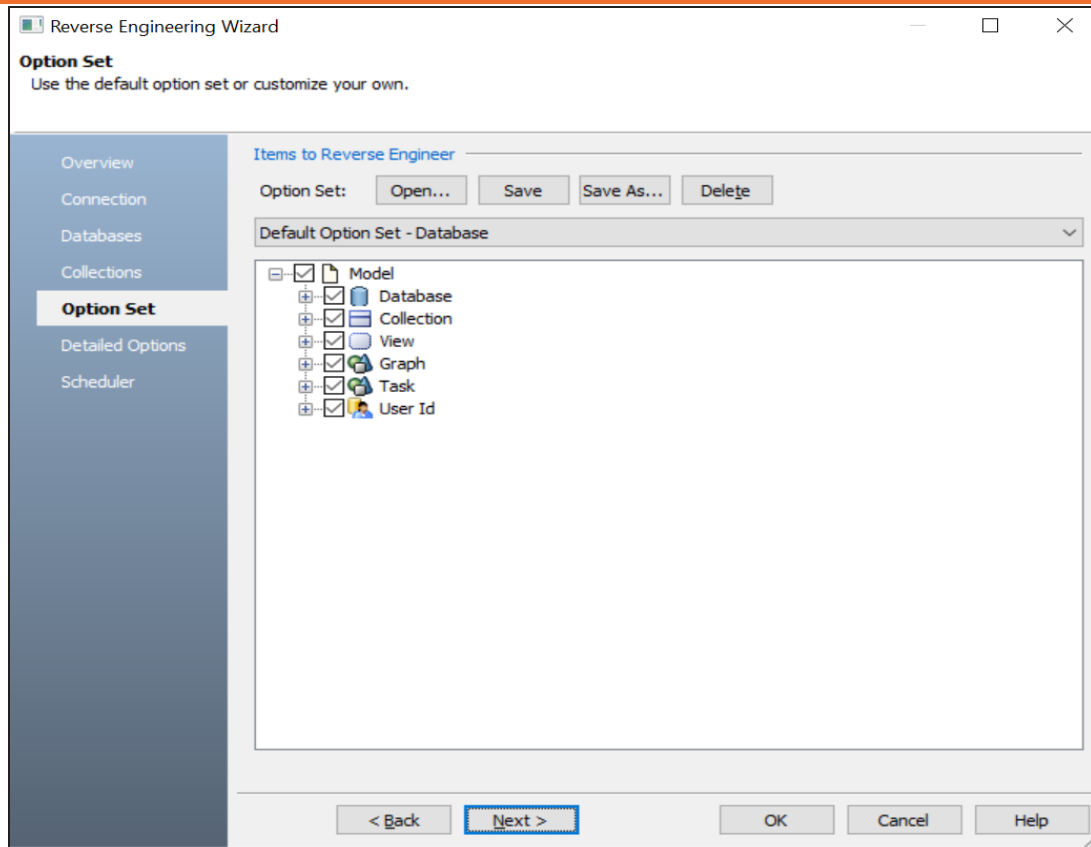 Reverse Engineering Wizard
Option Set
Use the default option set or customize your own.
Overview
Connection
Databases
Collections
Option Set
Detailed Options
Scheduler
Items to Reverse Engineer
Option Set: Open... Save Save As... Delete
Default Option Set - Database
Model
Database
Collection
View
Graph
Task
User Id
< Back Next > OK Cancel Help